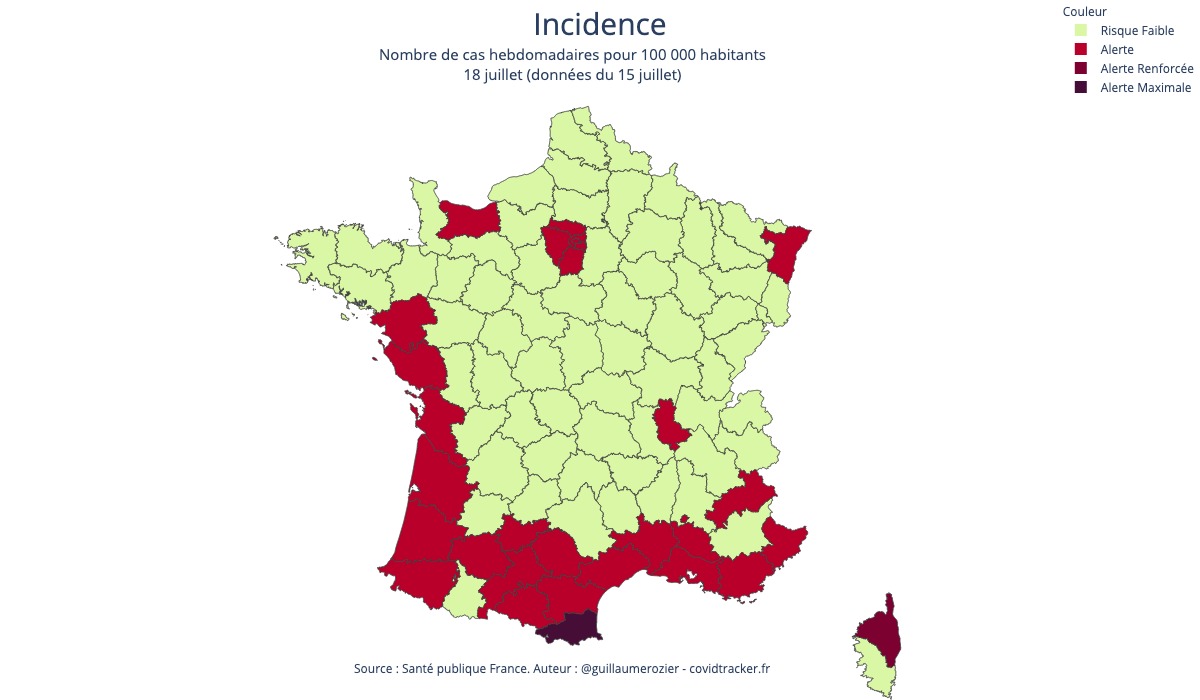 Incidence
Nombre de cas hebdomadaires pour 100 000 habitants
18 juillet (données du 15 juillet)
Couleur
Risque Faible
Alerte
Alerte Renforcée
Alerte Maximale
Source : Santé publique France. Auteur : @guillaumerozier - covidtracker.fr